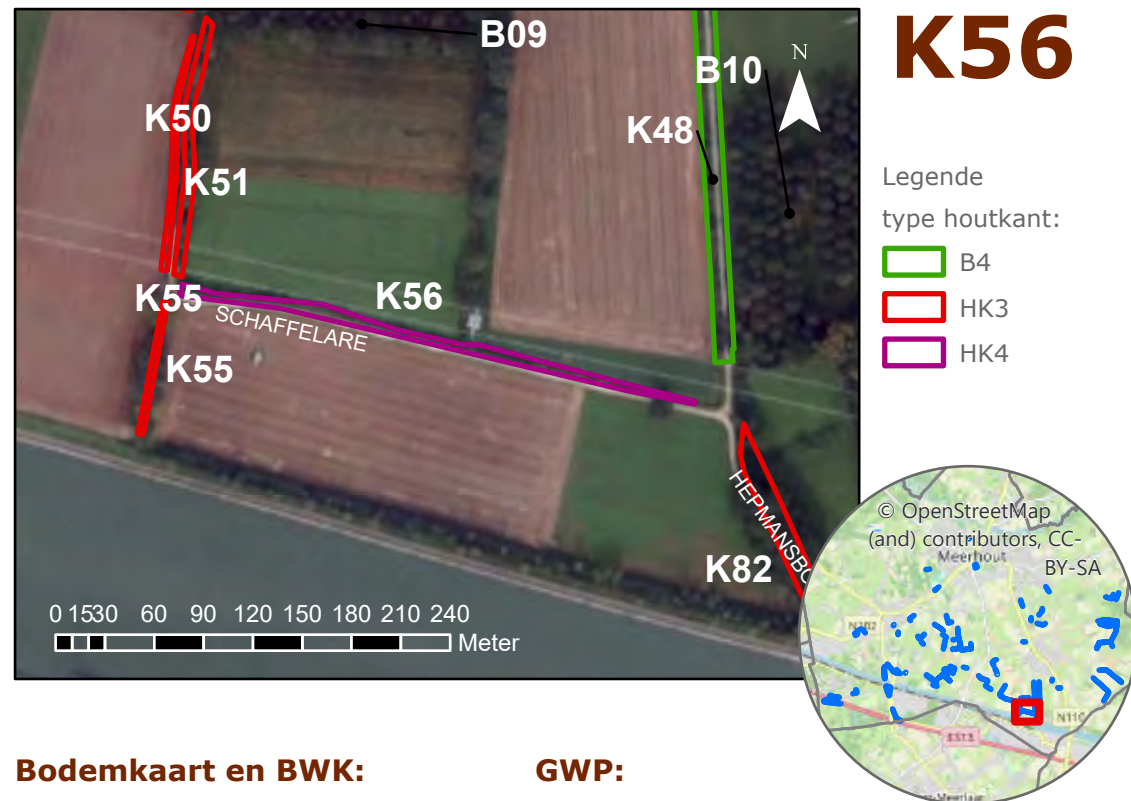 K56
B09
B10
K50
K48
K51
N
K55
K56
SCHAFFELARE
K55
K82
0 15 30 60 90 120 150 180 210 240
Meter
Legende
type houtkant:
B4
HK3
HK4
© OpenStreetMap
(and) contributors, CC-
BY-SA
Meerhout
N102
N110
E313
Bodemkaart en BWK:
GWP: